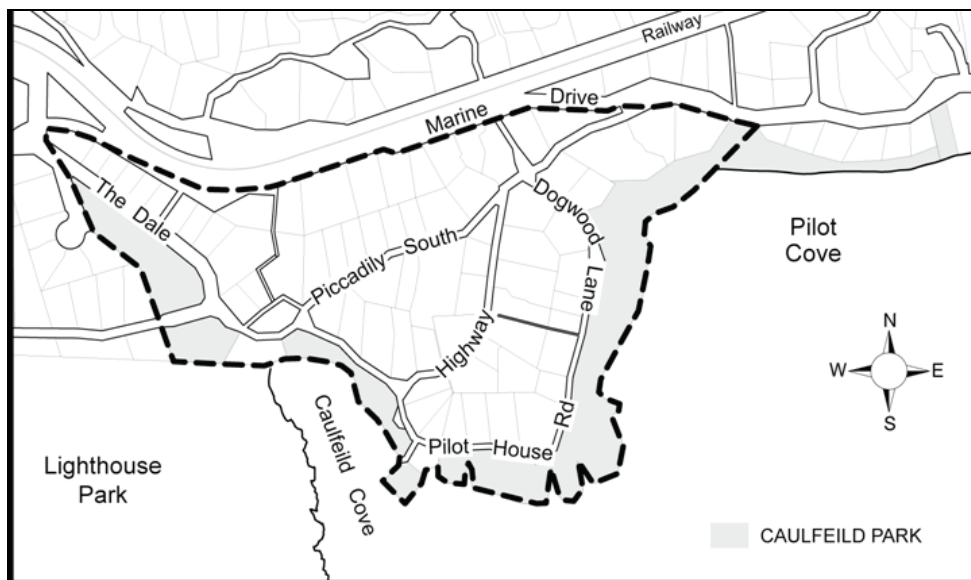 Railway
Marine Drive
The Dale
Piccadily South
Dogwood Lane
Pilot
Cove
Highway
N
W E
S
Caulfeild Cove
Pilot House Rd
Lighthouse
Park
CAULFEILD PARK